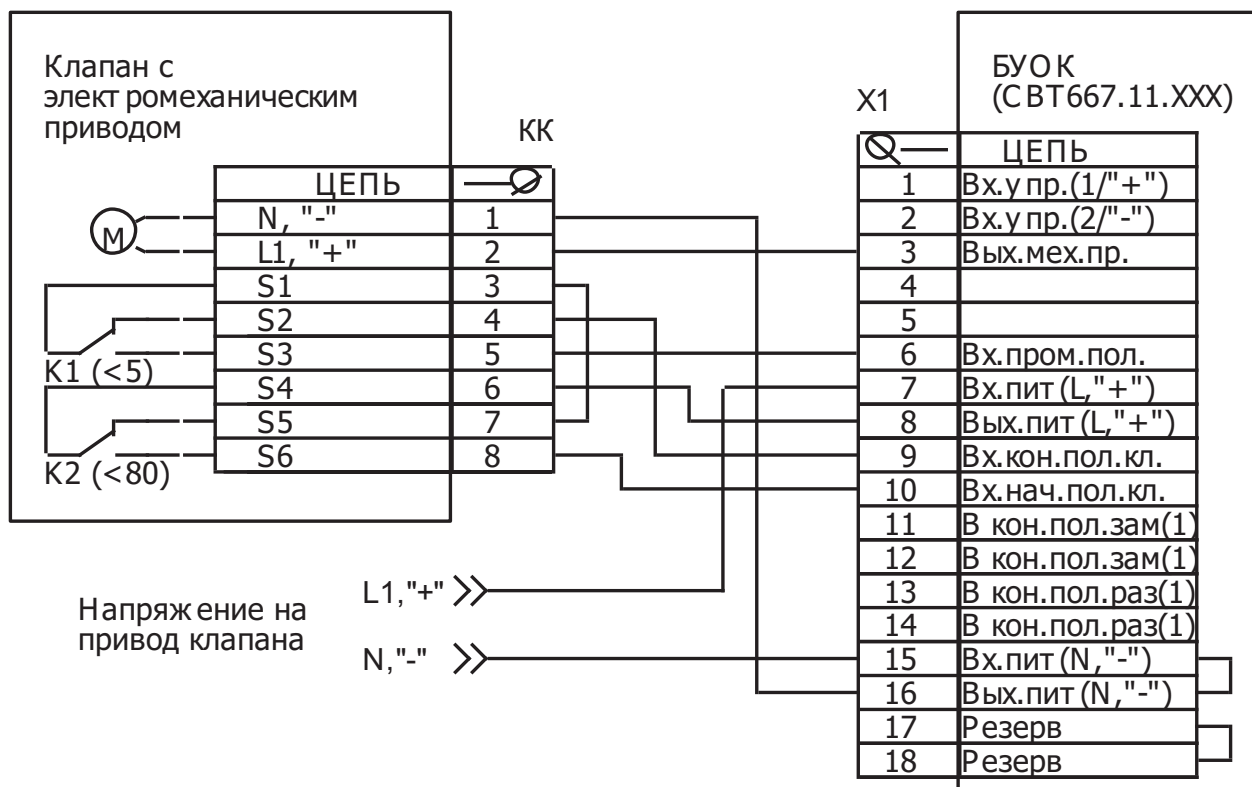 Клапан с
электромеханическим
приводом
КК
ЦЕПЬ
N, "-" 1
L1, "+" 2
S1 3
S2 4
S3 5
S4 6
S5 7
S6 8
M
K1 (<5)
K2 (<80)
Напряжение на
привод клапана
L1,"+"
N,"-"
X1
БУОК
(СВТ667.11.ХХХ)
ЦЕПЬ
1 Вх.упр.(1/"+")
2 Вх.упр.(2/"-")
3 Вых.мех.пр.
4
5
6 Вх.пром.пол.
7 Вх.пит(L,"+")
8 Вых.пит(L,"+")
9 Вх.кон.пол.кл.
10 Вх.нач.пол.кл.
11 В кон.пол.зам(1)
12 В кон.пол.зам(1)
13 В кон.пол.раз(1)
14 В кон.пол.раз(1)
15 Вх.пит(N,"-")
16 Вых.пит(N,"-")
17 Резерв
18 Резерв